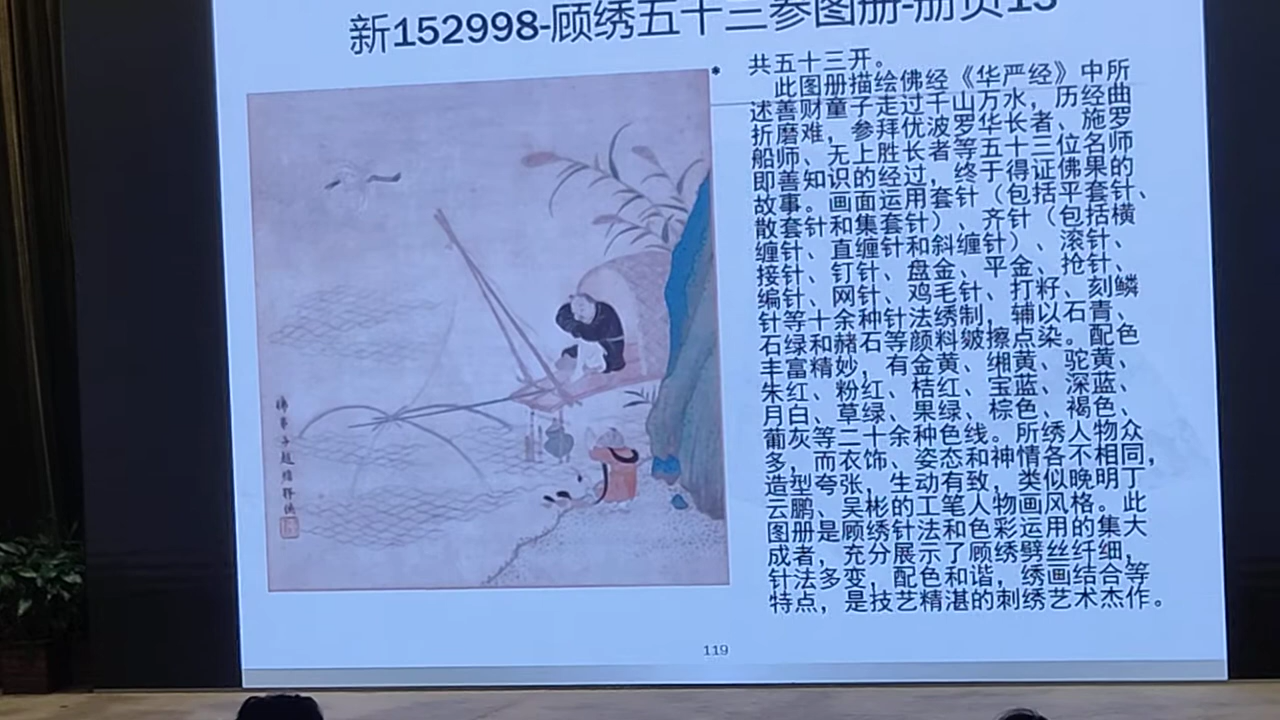 新152998-顾绣五十三参图册-册页13
共五十三开。
此图册描绘佛经《华严经》中所
述善财童子走过千山万水，历经曲
折磨难，参拜优波罗华长者、施罗
船师、无上胜长者等五十三位名师
即善知识的经过，终于得证佛果的
故事。画面运用套针（包括平套针、
散套针和集套针）、齐针（包括横
缠针、直缠针和斜缠针）、滚针、
接针、钉针、盘金、平金、抢针、
编针、网针、鸡毛针、打籽、刻鳞
针等十余种针法绣制，辅以石青、
石绿和赭石等颜料皴擦点染。配色
丰富精妙，有金黄、缃黄、驼黄、
朱红、粉红、桔红、宝蓝、深蓝、
月白、草绿、果绿、棕色、褐色、
葡灰等二十余种色线。所绣人物众
多，而衣饰、姿态和神情各不相同，
造型夸张，生动有致，类似晚明丁
云鹏、吴彬的工笔人物画风格。此
图册是顾绣针法和色彩运用的集大
成者，充分展示了顾绣劈丝纤细，
针法多变，配色和谐，绣画结合等
特点，是技艺精湛的刺绣艺术杰作。
119